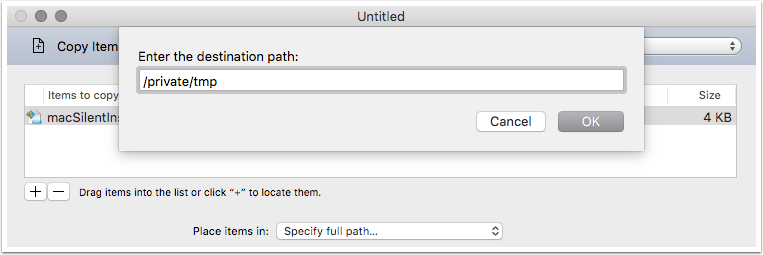 Untitled
Copy Item
Enter the destination path:
/private/tmp
Cancel
OK
Items to copy
Size
macSilentIns
4 KB
Drag items into the list or click “+” to locate them.
Place items in:
Specify full path...